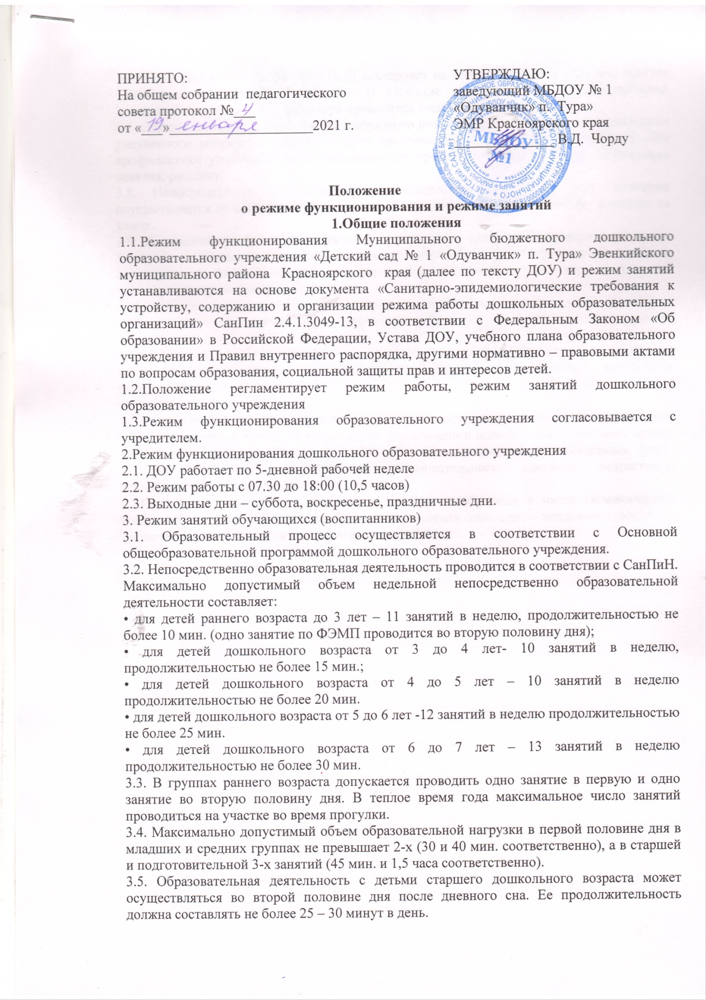 ПРИНЯТО:
На общем собрании педагогического
совета протокол № 4
от «19» января 2021 г.
УТВЕРЖДАЮ:
заведующий МБДОУ № 1
«Одуванчик» п. Тура»
ЭМР Красноярского края
В.Д. Чорду
МБДОУ
№1
Положение
о режиме функционирования и режиме занятий
1.Общие положения
1.1.Режим функционирования Муниципального бюджетного дошкольного
образовательного учреждения «Детский сад № 1 «Одуванчик» п. Тура» Эвенкийского
муниципального района Красноярского края (далее по тексту ДОУ) и режим занятий
устанавливаются на основе документа «Санитарно-эпидемиологические требования к
устройству, содержанию и организации режима работы дошкольных образовательных
организаций» СанПин 2.4.1.3049-13, в соответствии с Федеральным Законом «Об
образовании» в Российской Федерации, Устава ДОУ, учебного плана образовательного
учреждения и Правил внутреннего распорядка, другими нормативно – правовыми актами
по вопросам образования, социальной защиты прав и интересов детей.
1.2.Положение регламентирует режим работы, режим занятий дошкольного
образовательного учреждения
1.3.Режим функционирования образовательного учреждения согласовывается с
учредителем.
2.Режим функционирования дошкольного образовательного учреждения
2.1. ДОУ работает по 5-дневной рабочей неделе
2.2. Режим работы с 07.30 до 18:00 (10,5 часов)
2.3. Выходные дни – суббота, воскресенье, праздничные дни.
3. Режим занятий обучающихся (воспитанников)
3.1. Образовательный процесс осуществляется в соответствии с Основной
общеобразовательной программой дошкольного образовательного учреждения.
3.2. Непосредственно образовательная деятельность проводится в соответствии с СанПиН.
Максимально допустимый объем недельной непосредственно образовательной
деятельности составляет:
• для детей раннего возраста до 3 лет – 11 занятий в неделю, продолжительностью не
более 10 мин. (одно занятие по ФЭМП проводится во вторую половину дня);
• для детей дошкольного возраста от 3 до 4 лет- 10 занятий в неделю,
продолжительностью не более 15 мин.;
• для детей дошкольного возраста от 4 до 5 лет – 10 занятий в неделю
продолжительностью не более 20 мин.
• для детей дошкольного возраста от 5 до 6 лет -12 занятий в неделю продолжительностью
не более 25 мин.
• для детей дошкольного возраста от 6 до 7 лет – 13 занятий в неделю
продолжительностью не более 30 мин.
3.3. В группах раннего возраста допускается проводить одно занятие в первую и одно
занятие во вторую половину дня. В теплое время года максимальное число занятий
проводиться на участке во время прогулки.
3.4. Максимально допустимый объем образовательной нагрузки в первой половине дня в
младших и средних группах не превышает 2-х (30 и 40 мин. соответственно), а в старшей
и подготовительной 3-х занятий (45 мин. и 1,5 часа соответственно).
3.5. Образовательная деятельность с детьми старшего дошкольного возраста может
осуществляться во второй половине дня после дневного сна. Ее продолжительность
должна составлять не более 25 – 30 минут в день.